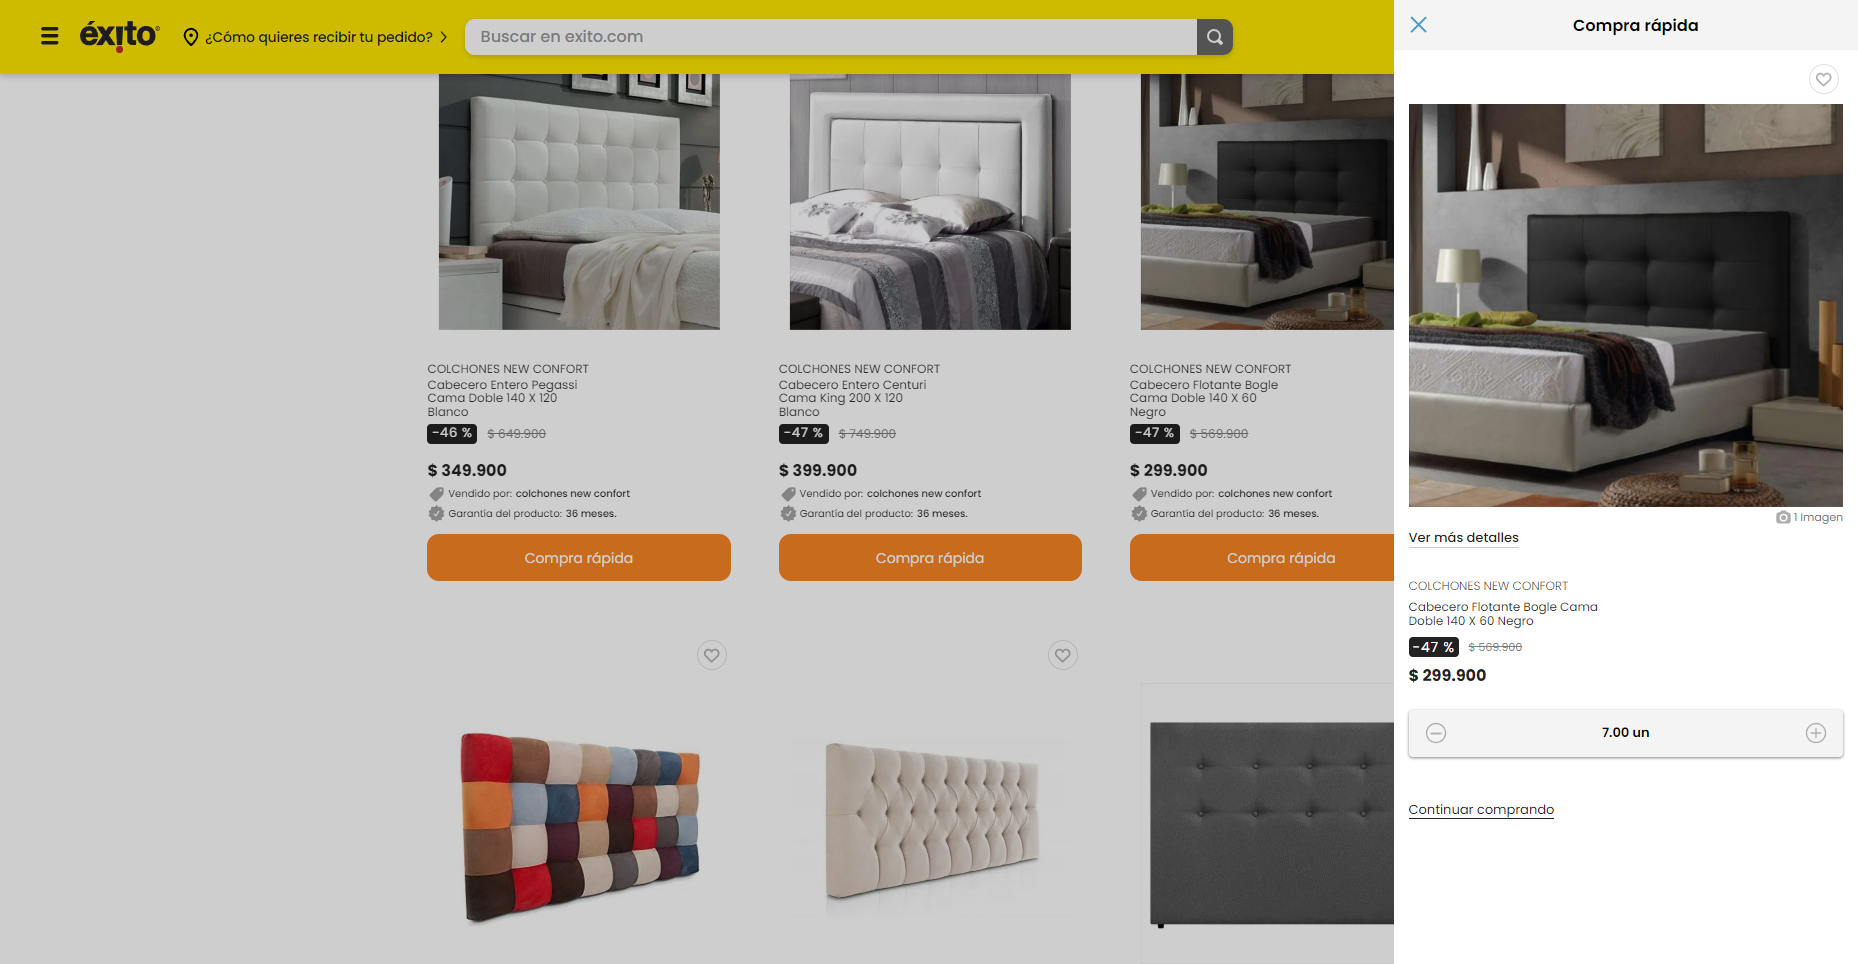 éxito
¿Cómo quieres recibir tu pedido?
Buscar en exito.com
COLCHONES NEW CONFORT
Cabecero Entero Pegassi
Cama Doble 140 X 120
Blanco
-46 % $ 649.900
$ 349.900
Vendido por: colchones new confort
Garantía del producto: 36 meses.
Compra rápida
COLCHONES NEW CONFORT
Cabecero Entero Centuri
Cama King 200 X 120
Blanco
-47 % $ 749.900
$ 399.900
Vendido por: colchones new confort
Garantía del producto: 36 meses.
Compra rápida
COLCHONES NEW CONFORT
Cabecero Flotante Bogle
Cama Doble 140 X 60
Negro
-47 % $ 569.900
$ 299.900
Vendido por: colchones new confort
Garantía del producto: 36 meses.
Compra rápida
Compra rápida
1 Imagen
Ver más detalles
COLCHONES NEW CONFORT
Cabecero Flotante Bogle Cama
Doble 140 X 60 Negro
-47 % $ 569.900
$ 299.900
7.00 un
Continuar comprando